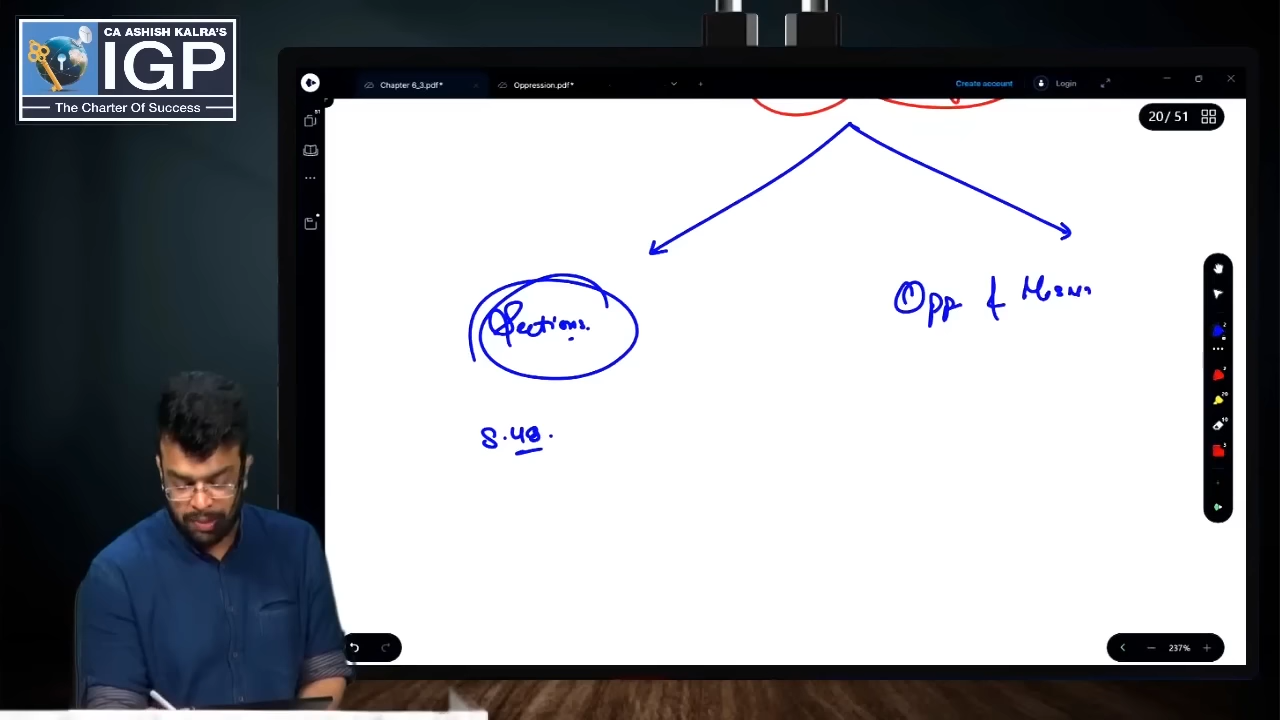 CA ASHISH KALRA'S
IGP
The Charter Of Success
Chapter 6_3.pdf*
Oppression.pdf*
Create account
Login
20 / 51
Sections.
Opp &
S.48.
237%